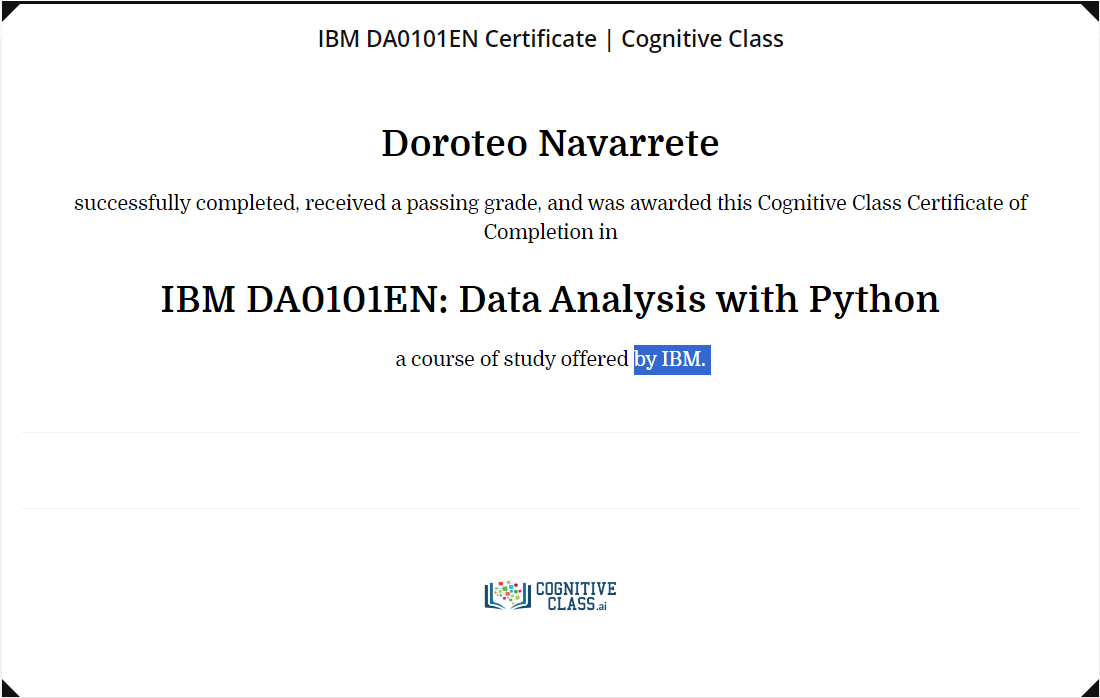 IBM DA0101EN Certificate | Cognitive Class
Doroteo Navarrete
successfully completed, received a passing grade, and was awarded this Cognitive Class Certificate of
Completion in
IBM DA0101EN: Data Analysis with Python
a course of study offered by IBM.
COGNITIVE
CLASS.ai